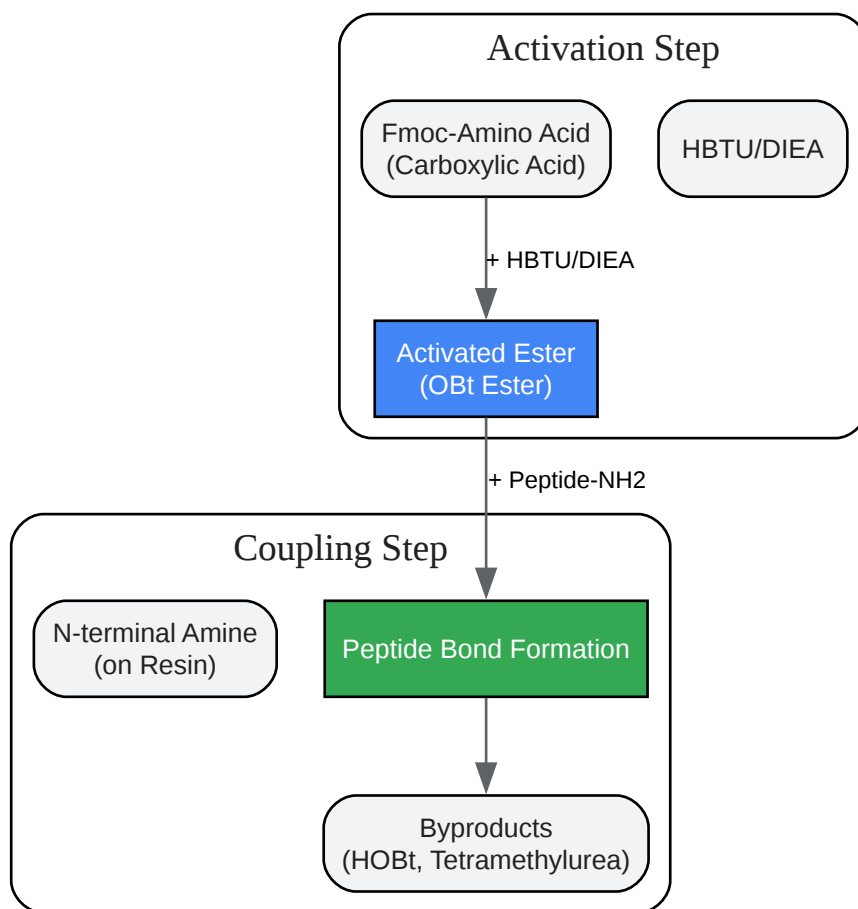 Activation Step
Fmoc-Amino Acid
(Carboxylic Acid)
HBTU/DIEA
+ HBTU/DIEA
Activated Ester
(OBt Ester)
+ Peptide-NH2
Coupling Step
N-terminal Amine
(on Resin)
Peptide Bond Formation
Byproducts
(HOBt, Tetramethylurea)